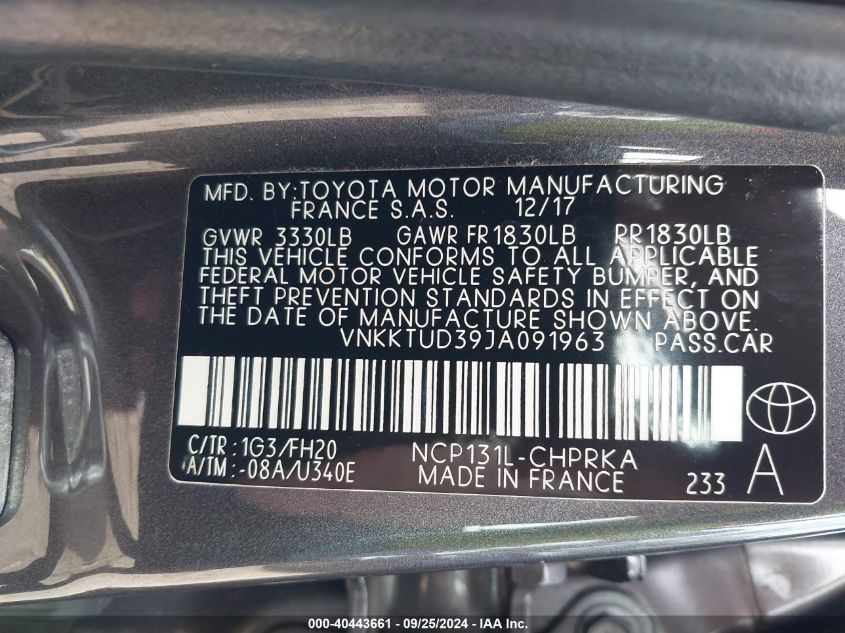 MFD. BY:TOYOTA MOTOR MANUFACTURING
FRANCE S.A.S. 12/17
GVWR 3330LB GAWR FR1830LB RR1830LB
THIS VEHICLE CONFORMS TO ALL APPLICABLE
FEDERAL MOTOR VEHICLE SAFETY BUMPER, AND
THEFT PREVENTION STANDARDS IN EFFECT ON
THE DATE OF MANUFACTURE SHOWN ABOVE.
VNKKTUD39JA091963 PASS.CAR
C/TR: 1G3/FH20 NCP131L-CHPRKA
A/TM: -08A/U340E MADE IN FRANCE 233 A
000-40443661 / 09/25/2024 - IAA Inc.